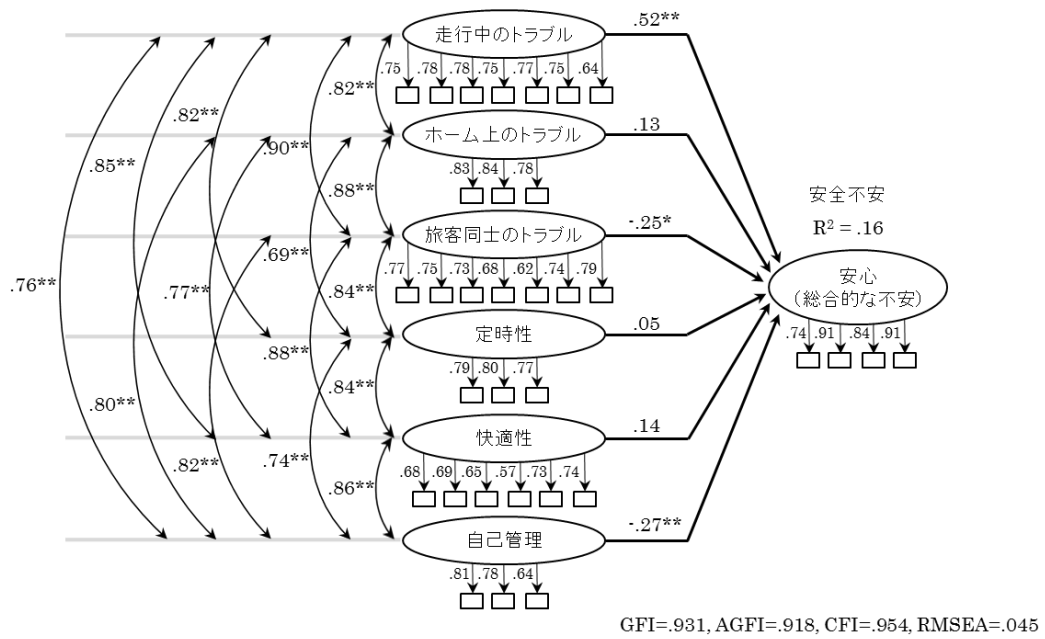 走行中のトラブル
.52**
.75 .78 .78 .75 .77 .75 .64
.82**
.82**
ホーム上のトラブル
.13
.90**
.85**
.83 .84 .78
.88**
安全不安
R² = .16
旅客同士のトラブル
-.25*
.69**
.77 .75 .73 .68 .62 .74 .79
安心
(総合的な不安)
.76**
.77**
.84**
定時性
.05
.74 .91 .84 .91
.88**
.79 .80 .77
.84**
.80**
快適性
.14
.82**
.74**
.68 .69 .65 .57 .73 .74
.86**
自己管理
-.27**
.81 .78 .64
GFI=.931, AGFI=.918, CFI=.954, RMSEA=.045